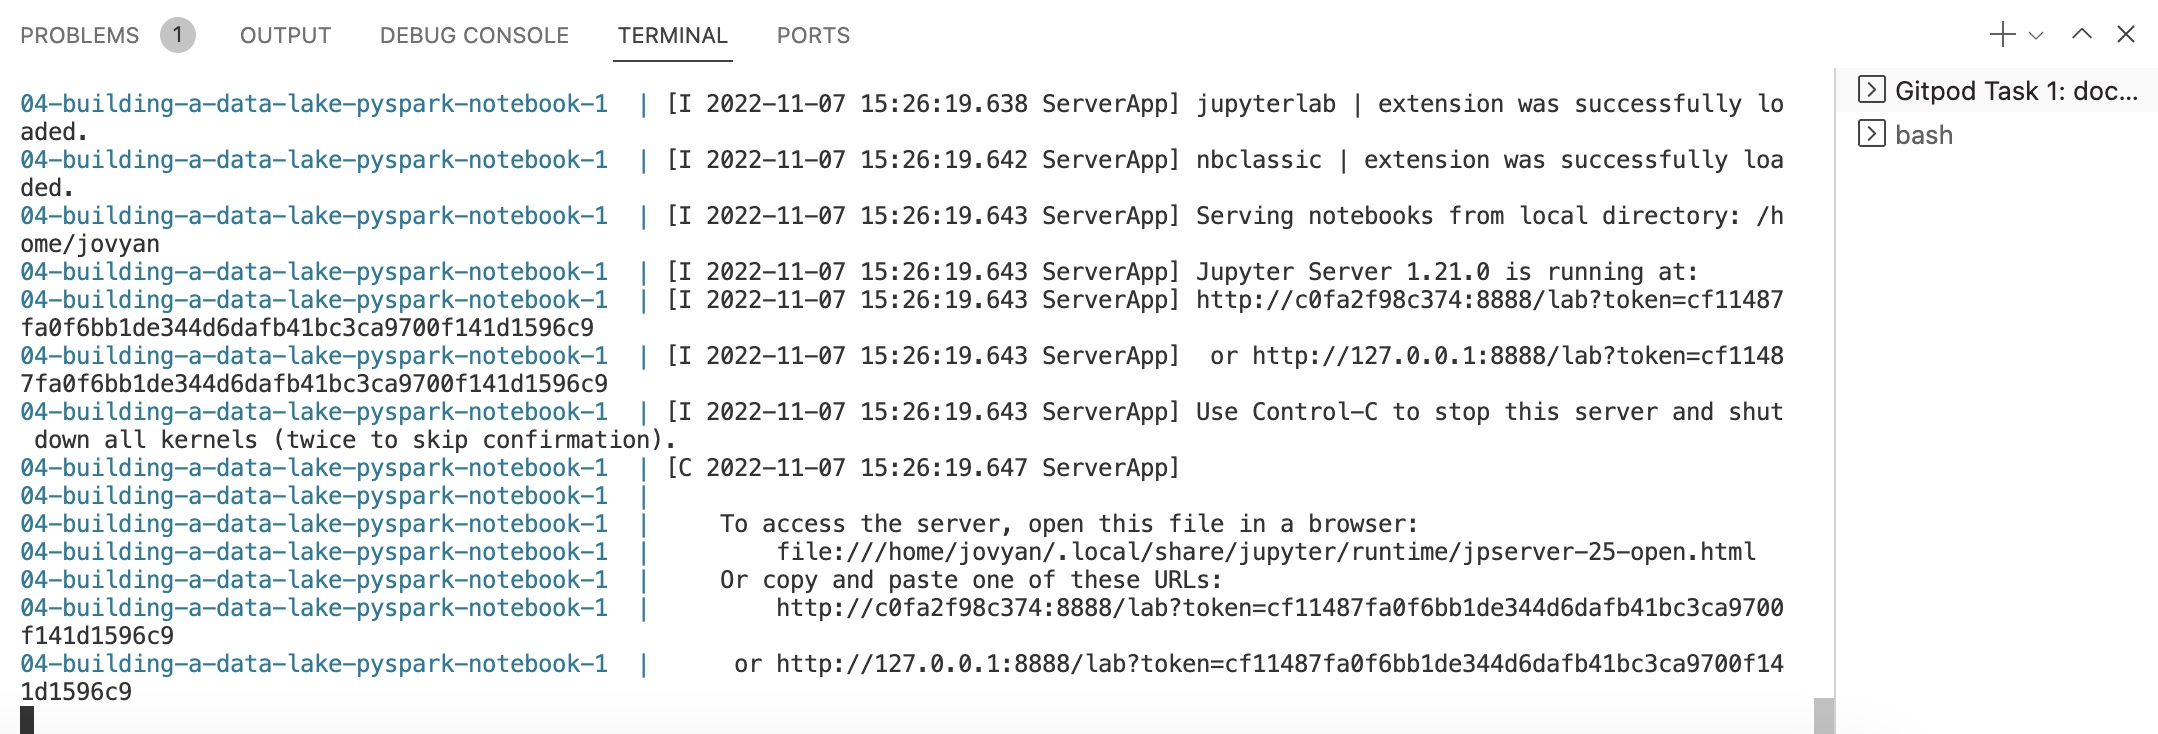 PROBLEMS 1 OUTPUT DEBUG CONSOLE TERMINAL PORTS
04-building-a-data-lake-pyspark-notebook-1  | [I 2022-11-07 15:26:19.638 ServerApp] jupyterlab | extension was successfully lo
aded.
04-building-a-data-lake-pyspark-notebook-1  | [I 2022-11-07 15:26:19.642 ServerApp] nbclassic | extension was successfully loa
ded.
04-building-a-data-lake-pyspark-notebook-1  | [I 2022-11-07 15:26:19.643 ServerApp] Serving notebooks from local directory: /h
ome/jovyan
04-building-a-data-lake-pyspark-notebook-1  | [I 2022-11-07 15:26:19.643 ServerApp] Jupyter Server 1.21.0 is running at:
04-building-a-data-lake-pyspark-notebook-1  | [I 2022-11-07 15:26:19.643 ServerApp] http://c0fa2f98c374:8888/lab?token=cf11487
fa0f6bb1de344d6dafb41bc3ca9700f141d1596c9
04-building-a-data-lake-pyspark-notebook-1  | [I 2022-11-07 15:26:19.643 ServerApp]  or http://127.0.0.1:8888/lab?token=cf1148
7fa0f6bb1de344d6dafb41bc3ca9700f141d1596c9
04-building-a-data-lake-pyspark-notebook-1  | [I 2022-11-07 15:26:19.643 ServerApp] Use Control-C to stop this server and shut
 down all kernels (twice to skip confirmation).
04-building-a-data-lake-pyspark-notebook-1  | [C 2022-11-07 15:26:19.647 ServerApp]
04-building-a-data-lake-pyspark-notebook-1  |
04-building-a-data-lake-pyspark-notebook-1  |     To access the server, open this file in a browser:
04-building-a-data-lake-pyspark-notebook-1  |         file:///home/jovyan/.local/share/jupyter/runtime/jpserver-25-open.html
04-building-a-data-lake-pyspark-notebook-1  |     Or copy and paste one of these URLs:
04-building-a-data-lake-pyspark-notebook-1  |         http://c0fa2f98c374:8888/lab?token=cf11487fa0f6bb1de344d6dafb41bc3ca9700
f141d1596c9
04-building-a-data-lake-pyspark-notebook-1  |      or http://127.0.0.1:8888/lab?token=cf11487fa0f6bb1de344d6dafb41bc3ca9700f14
1d1596c9
Gitpod Task 1: doc...
bash